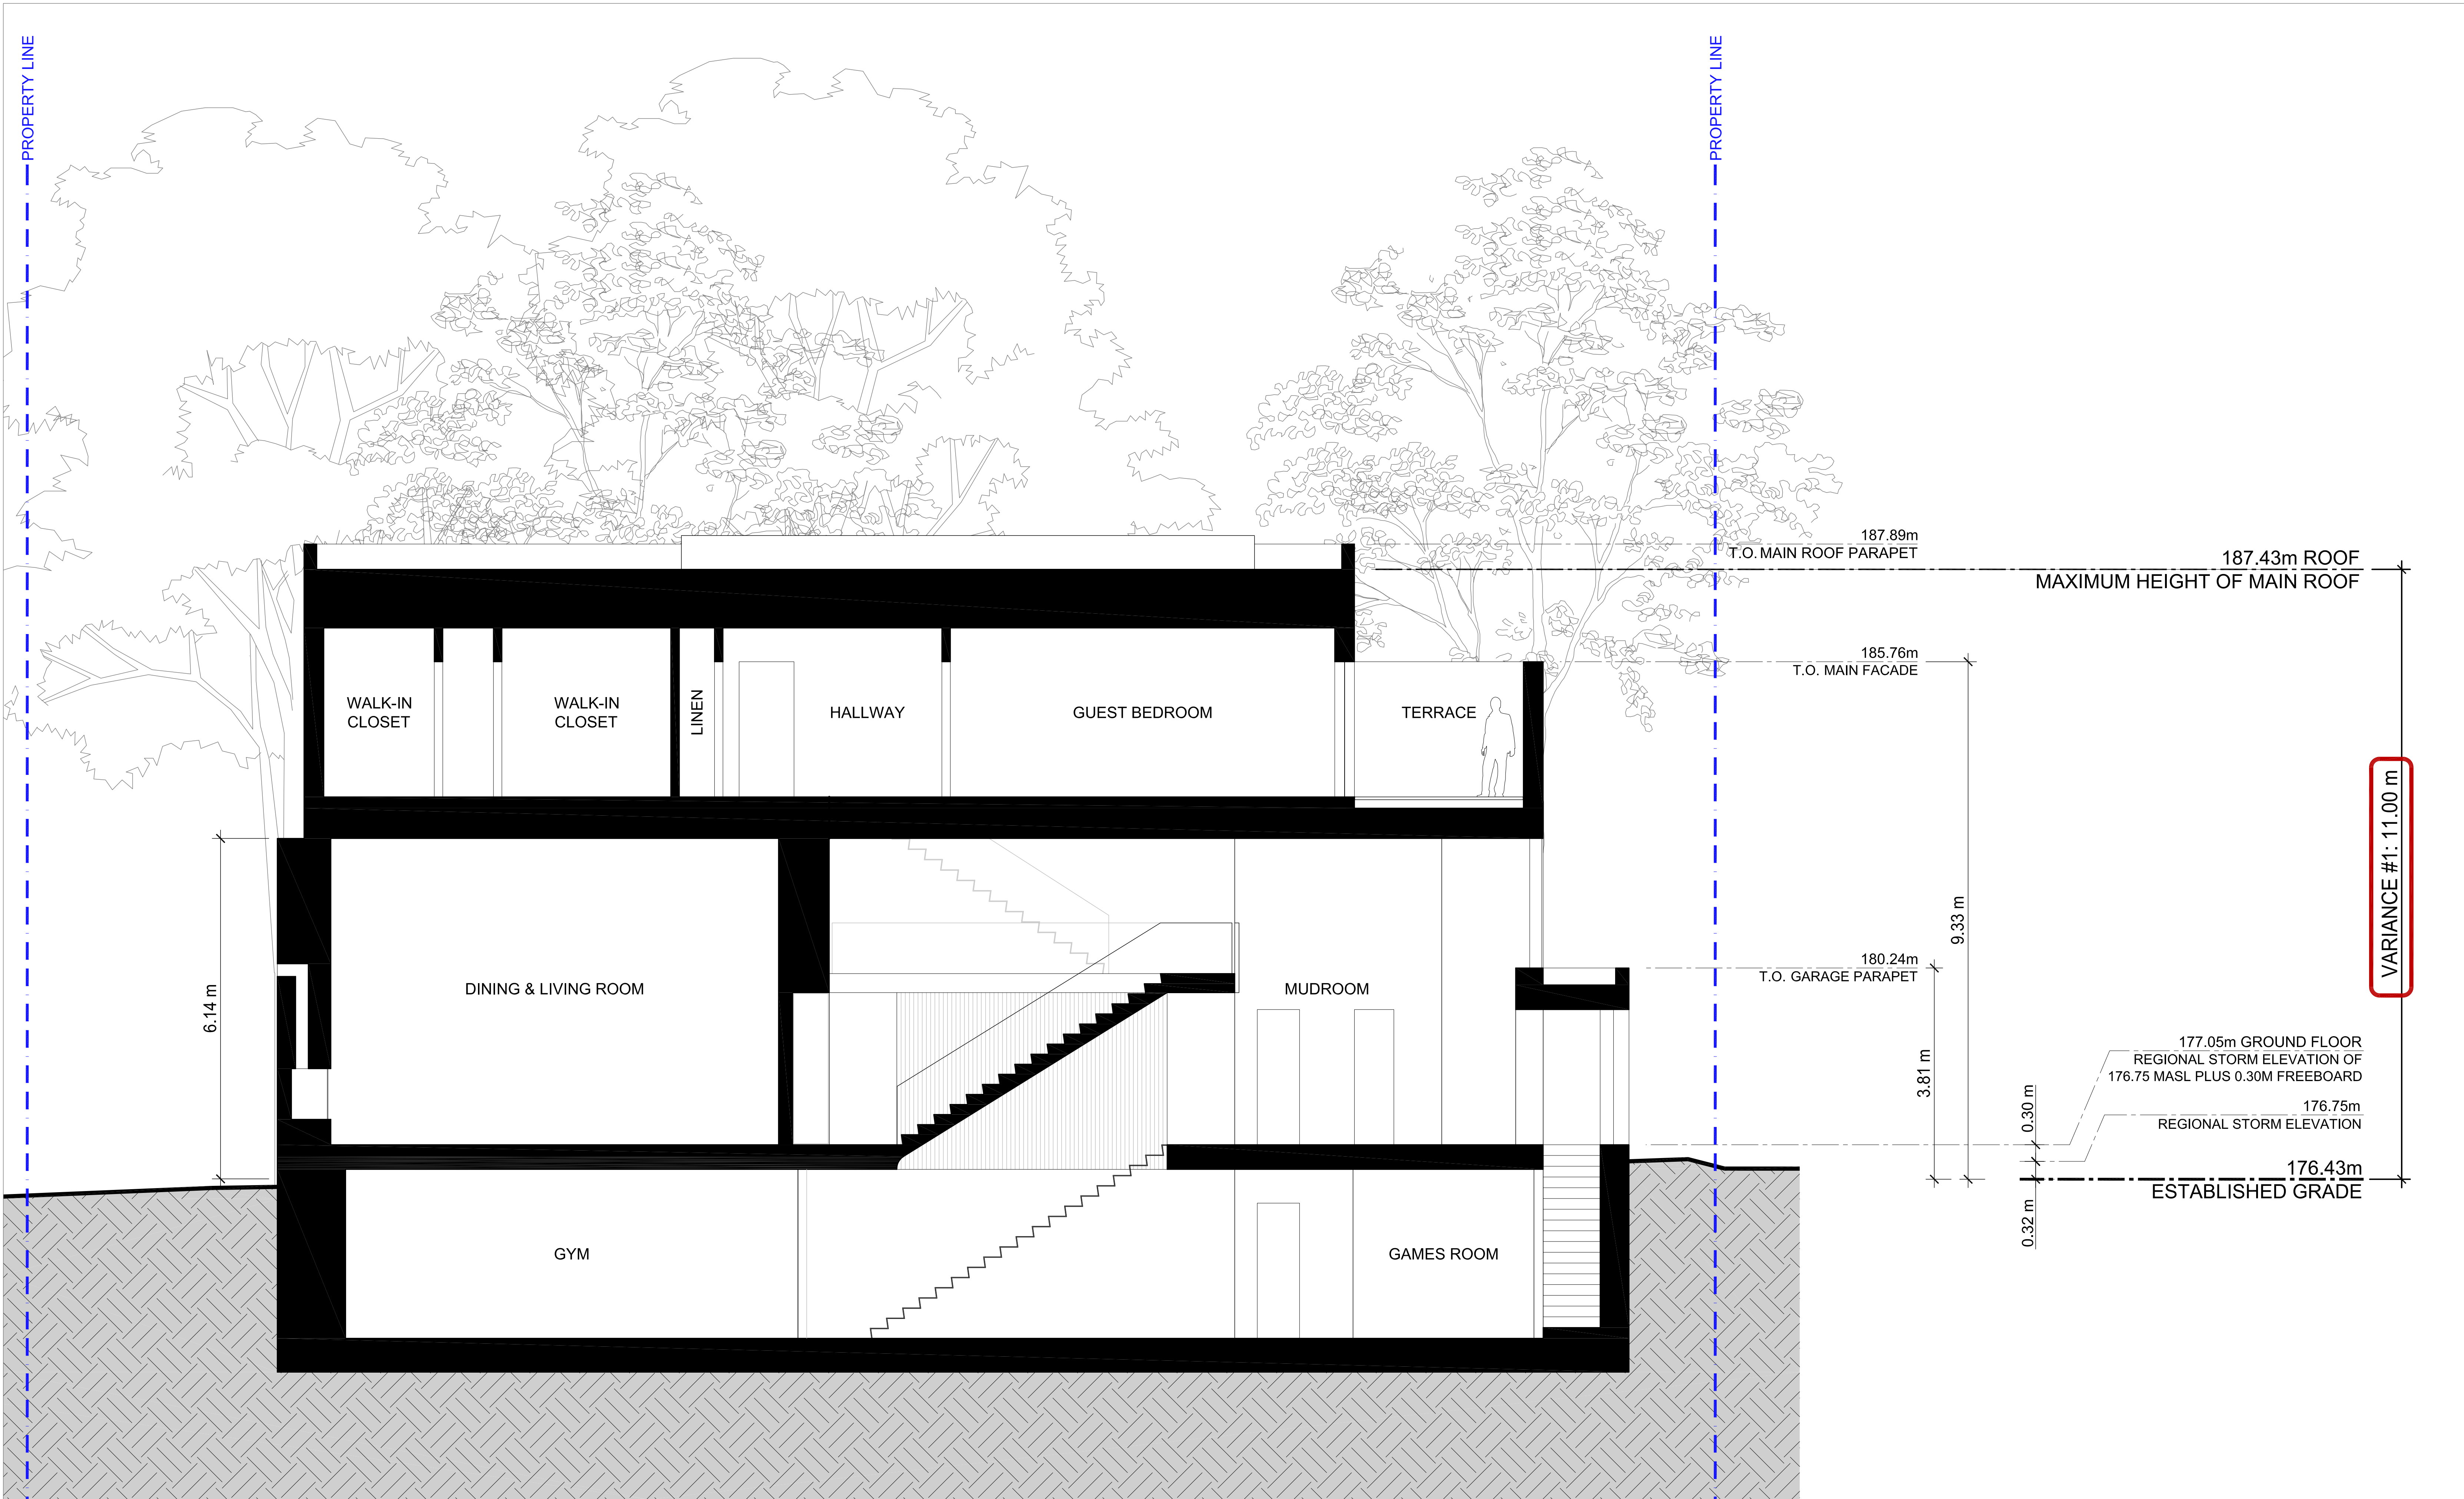 PROPERTY LINE
PROPERTY LINE
187.89m
T.O. MAIN ROOF PARAPET
187.43m ROOF
MAXIMUM HEIGHT OF MAIN ROOF
185.76m
T.O. MAIN FACADE
WALK-IN
CLOSET
WALK-IN
CLOSET
LINEN
HALLWAY
GUEST BEDROOM
TERRACE
VARIANCE #1: 11.00 m
9.33 m
180.24m
T.O. GARAGE PARAPET
6.14 m
DINING & LIVING ROOM
MUDROOM
3.81 m
177.05m GROUND FLOOR
REGIONAL STORM ELEVATION OF
176.75 MASL PLUS 0.30M FREEBOARD
0.30 m
176.75m
REGIONAL STORM ELEVATION
176.43m
ESTABLISHED GRADE
0.32 m
GYM
GAMES ROOM